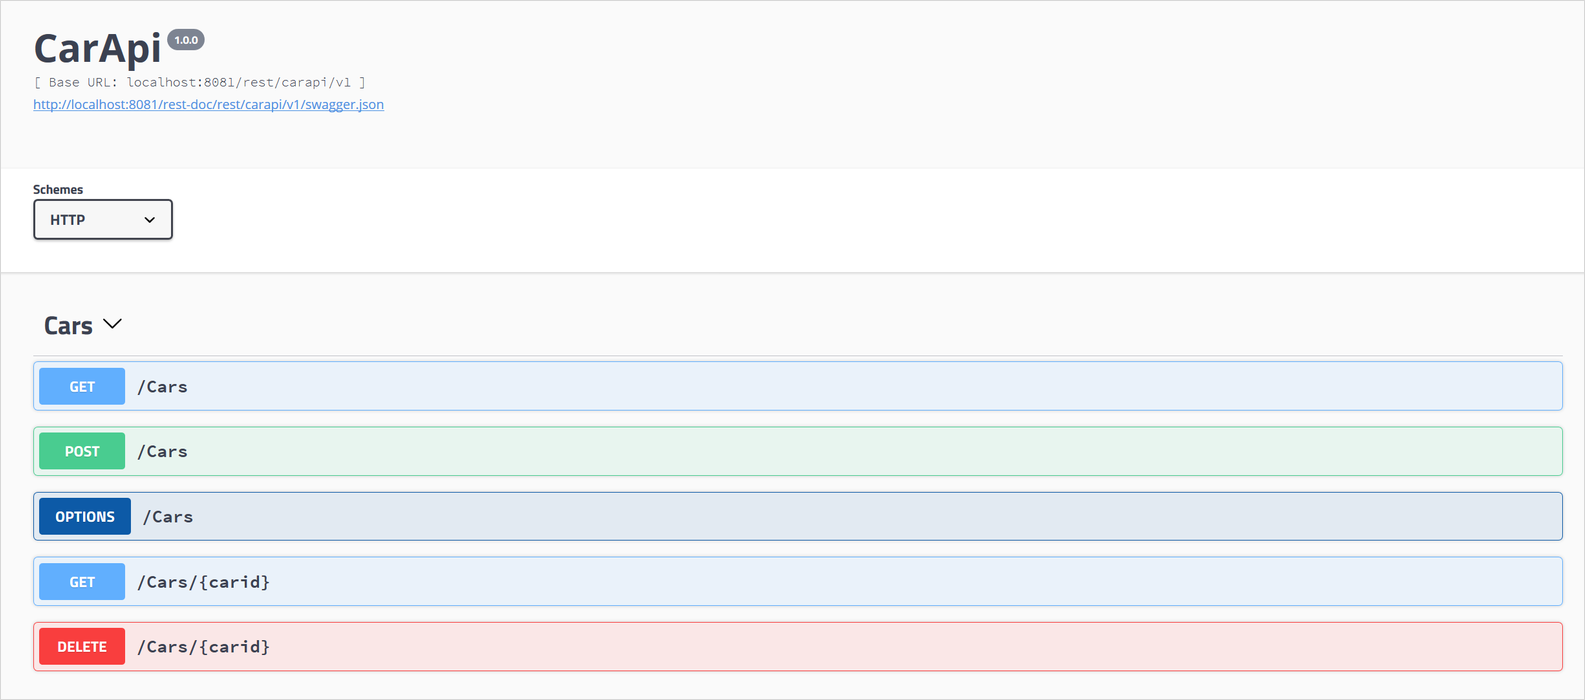 CarApi 1.0.0
[ Base URL: localhost:8081/rest/carapi/v1 ]
http://localhost:8081/rest-doc/rest/carapi/v1/swagger.json
Schemes
HTTP
Cars
GET /Cars
POST /Cars
OPTIONS /Cars
GET /Cars/{carid}
DELETE /Cars/{carid}